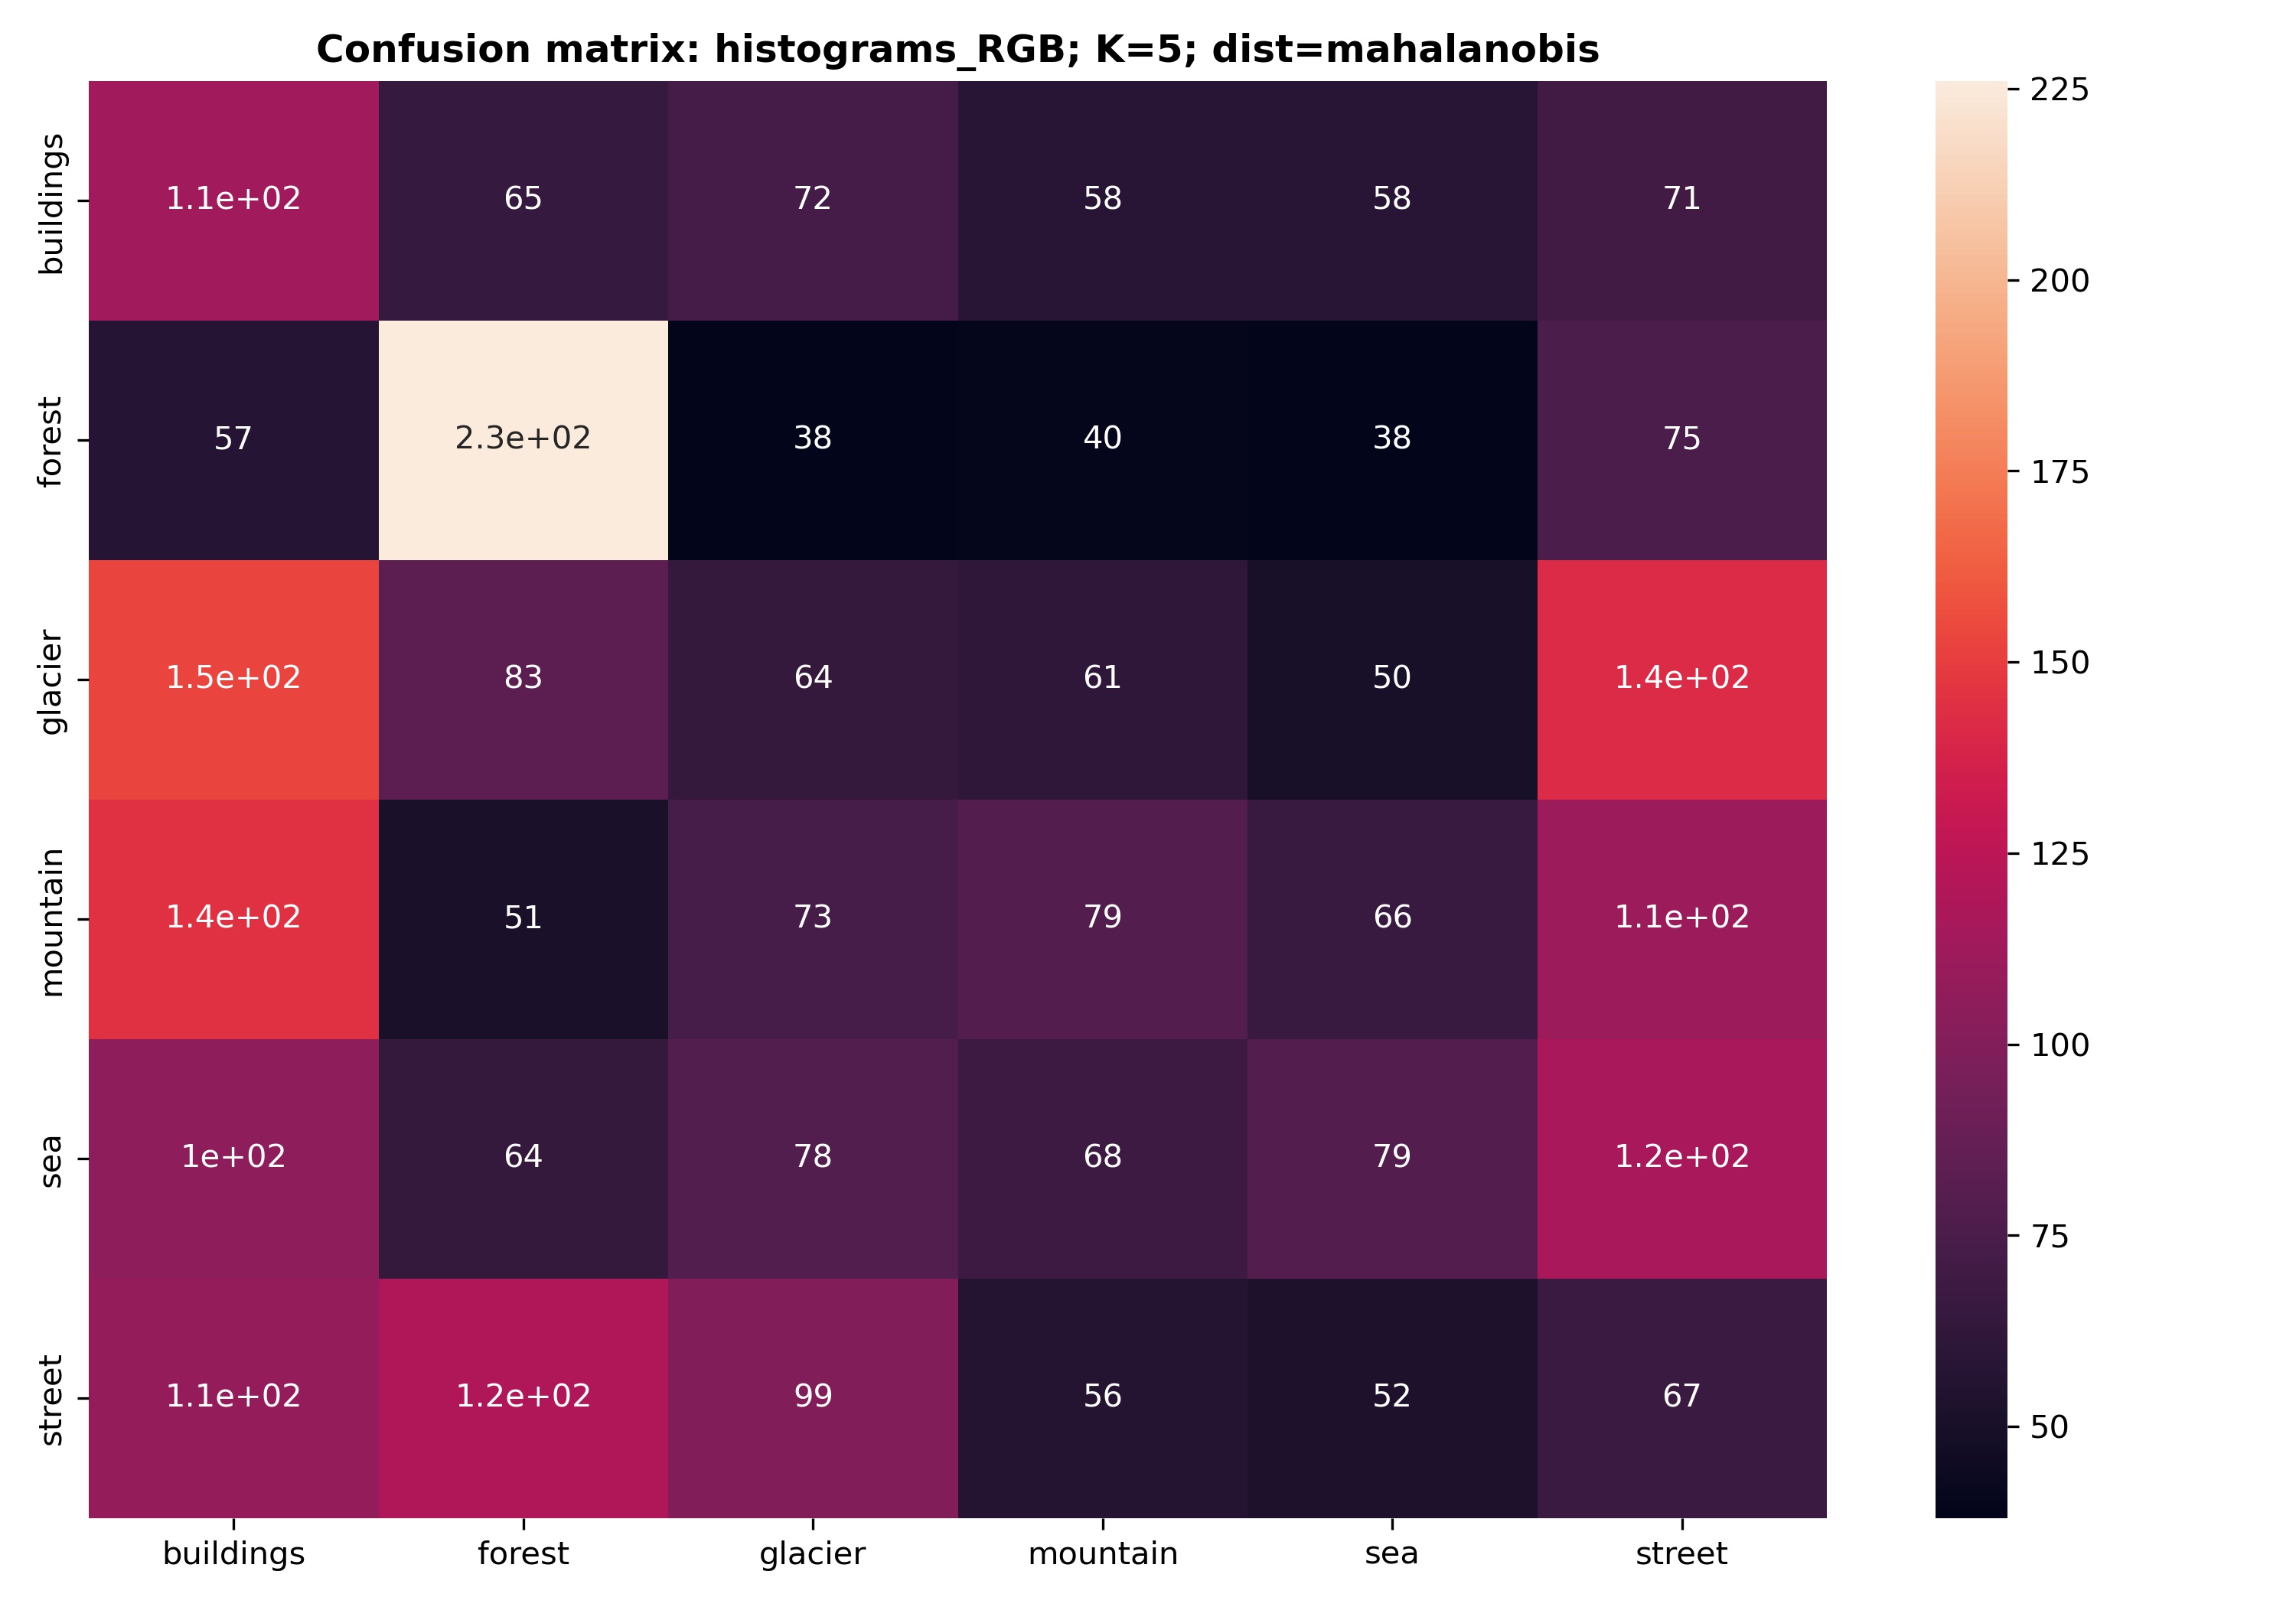 Confusion matrix: histograms_RGB; K=5; dist=mahalanobis
buildings 1.1e+02 65 72 58 58 71
forest 57 2.3e+02 38 40 38 75
glacier 1.5e+02 83 64 61 50 1.4e+02
mountain 1.4e+02 51 73 79 66 1.1e+02
sea 1e+02 64 78 68 79 1.2e+02
street 1.1e+02 1.2e+02 99 56 52 67
buildings forest glacier mountain sea street
225
200
175
150
125
100
75
50